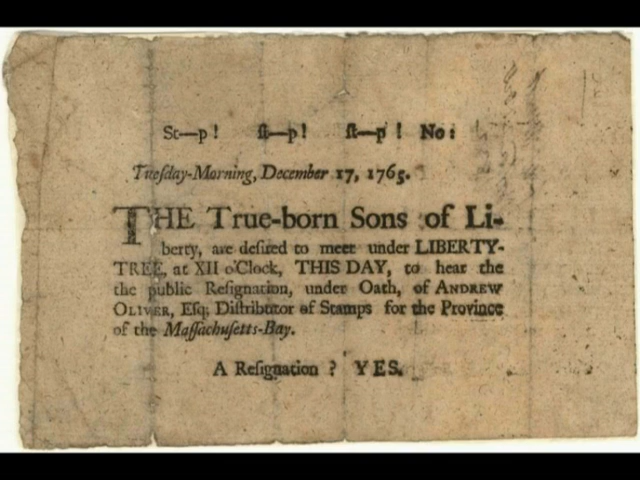 St—p! ſt—p! ſt—p! No:
Tueſday-Morning, December 17, 1765.
THE True-born Sons of Li-
berty, are deſired to meet under LIBERTY-
TREE, at XII o'Clock, THIS DAY, to hear the
the public Reſignation, under Oath, of ANDREW
OLIVER, Eſq; Diſtributor of Stamps for the Province
of the Maſſachuſetts-Bay.
A Reſignation ? YES.